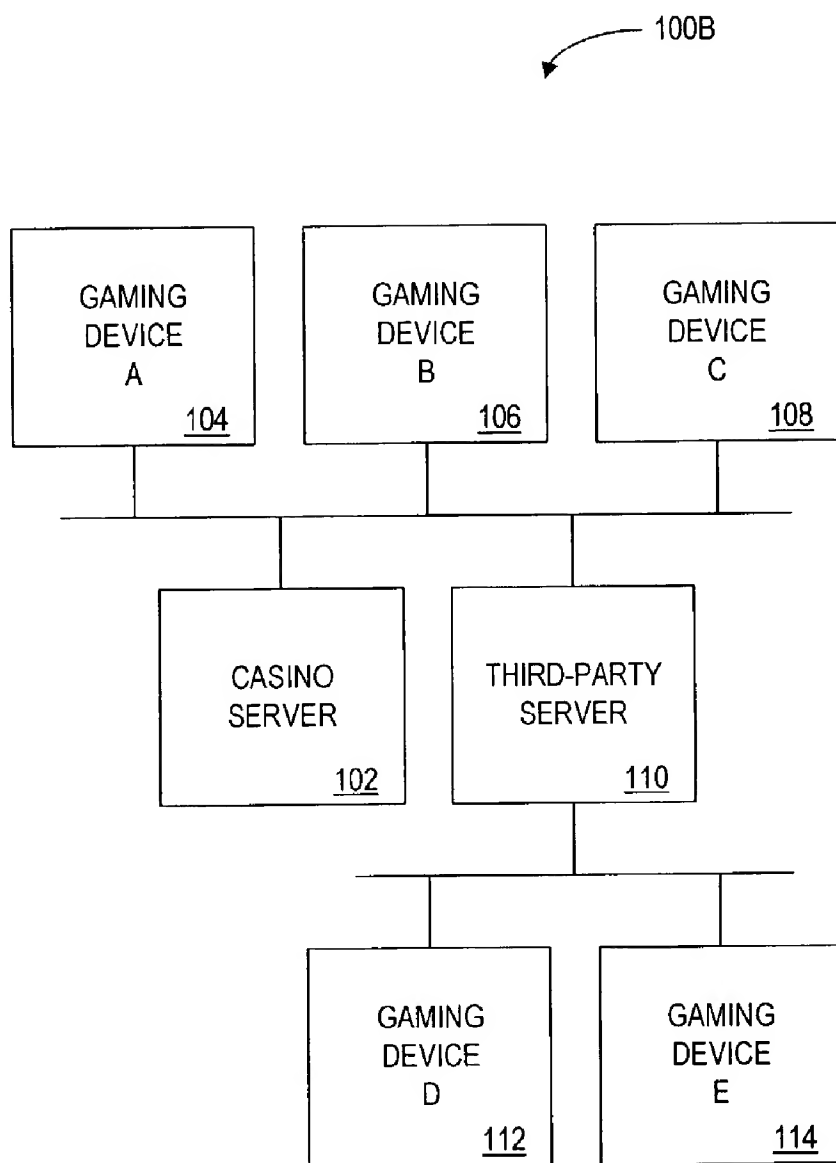 100B
GAMING
DEVICE
A
104
GAMING
DEVICE
B
106
GAMING
DEVICE
C
108
CASINO
SERVER
102
THIRD-PARTY
SERVER
110
GAMING
DEVICE
D
112
GAMING
DEVICE
E
114